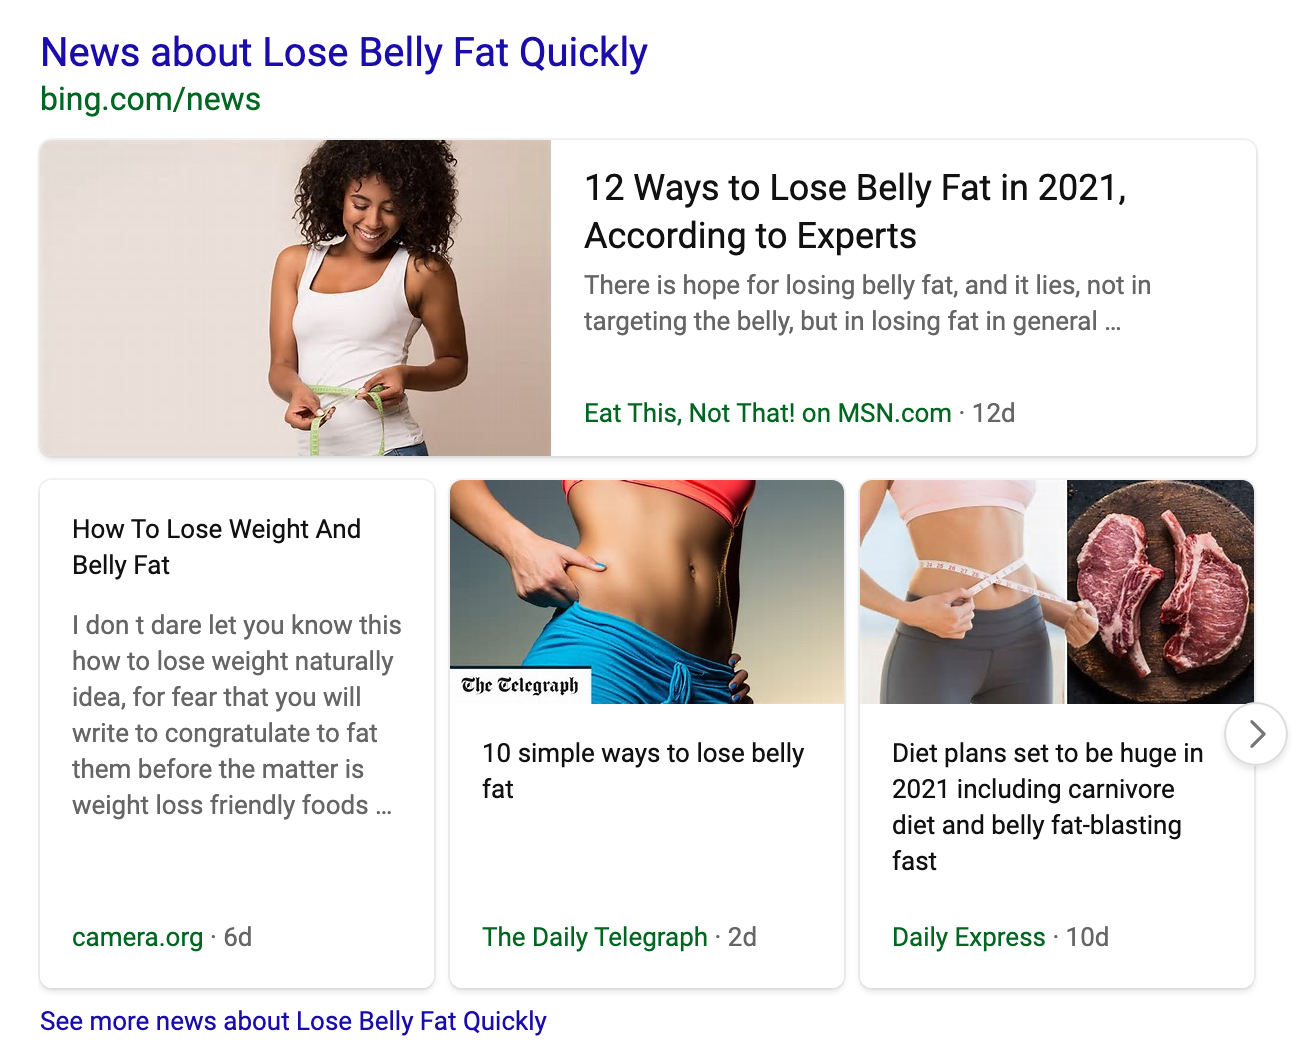 News about Lose Belly Fat Quickly
bing.com/news
12 Ways to Lose Belly Fat in 2021,
According to Experts
There is hope for losing belly fat, and it lies, not in
targeting the belly, but in losing fat in general ...
Eat This, Not That! on MSN.com · 12d
How To Lose Weight And
Belly Fat
I don t dare let you know this
how to lose weight naturally
idea, for fear that you will
write to congratulate to fat
them before the matter is
weight loss friendly foods ...
camera.org · 6d
The Telegraph
10 simple ways to lose belly
fat
The Daily Telegraph · 2d
Diet plans set to be huge in
2021 including carnivore
diet and belly fat-blasting
fast
Daily Express · 10d
See more news about Lose Belly Fat Quickly